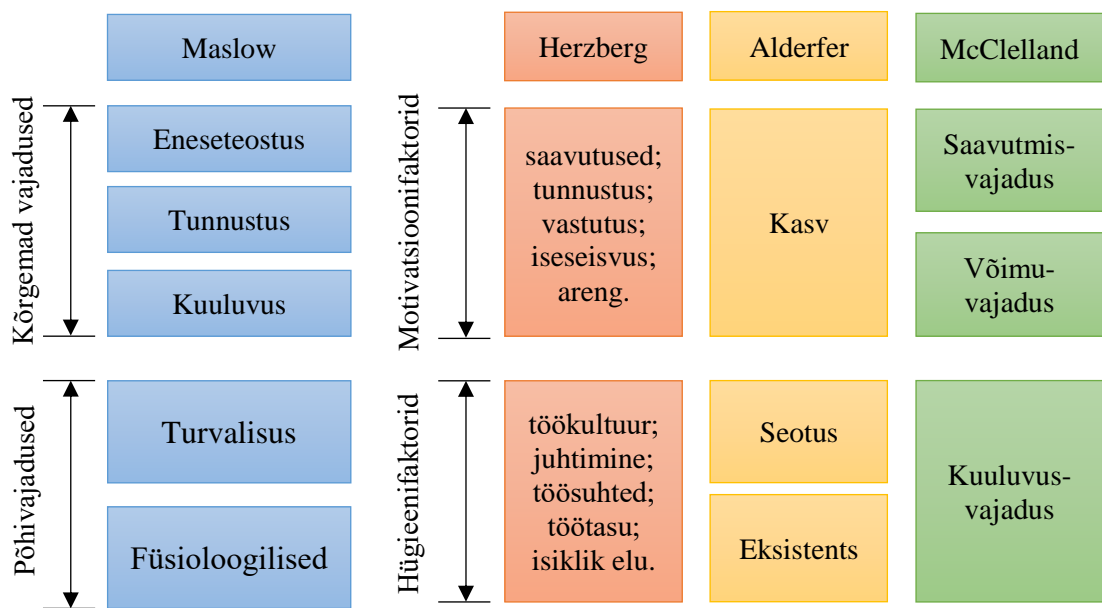 Maslow
Herzberg
Alderfer
McClelland
Kõrgemad vajadused
Eneseteostus
Tunnustus
Kuuluvus
Motivatsioonifaktorid
saavutused;
tunnustus;
vastutus;
iseseisvus;
areng.
Kasv
Saavutmis-
vajadus
Võimu-
vajadus
Põhivajadused
Turvalisus
Füsioloogilised
Hügieenifaktorid
töökultuur;
juhtimine;
töösuhted;
töötasu;
isiklik elu.
Seotus
Eksistents
Kuuluvus-
vajadus